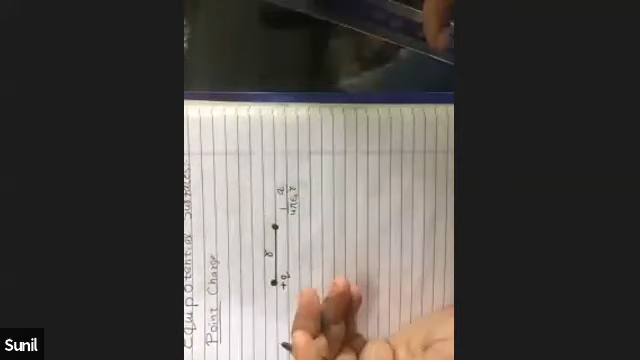 Equipotential Surfaces:
Point Charge
+q
r
q
4πε₀r
Sunil